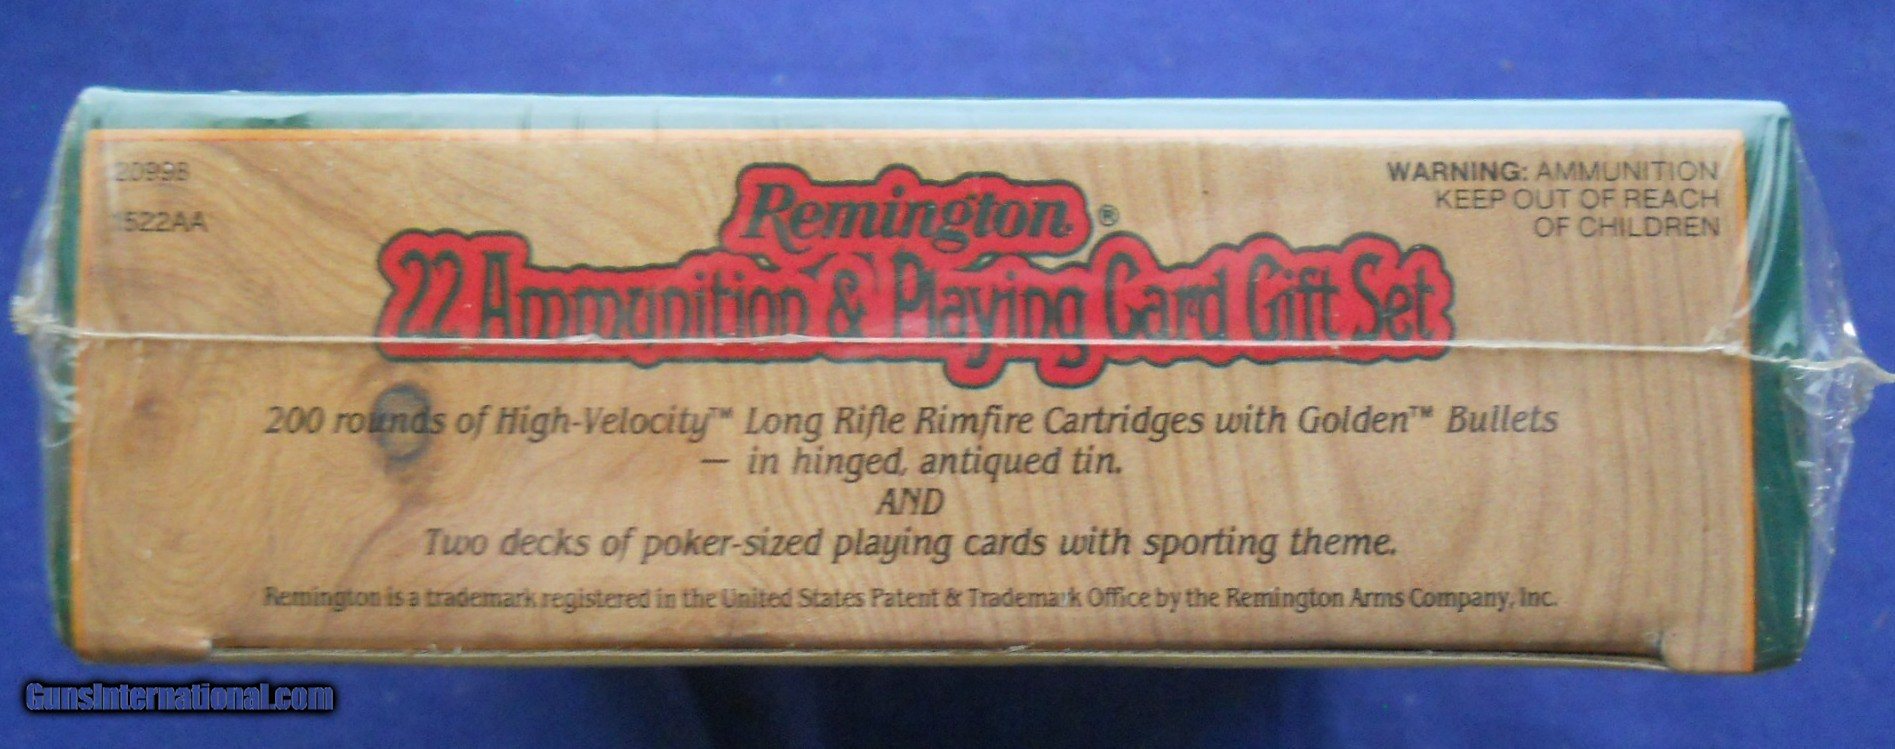 20998
1522AA
Remington®
22 Ammunition & Playing Card Gift Set
WARNING: AMMUNITION
KEEP OUT OF REACH
OF CHILDREN
200 rounds of High-Velocity™ Long Rifle Rimfire Cartridges with Golden™ Bullets
— in hinged, antiqued tin.
AND
Two decks of poker-sized playing cards with sporting theme.
Remington is a trademark registered in the United States Patent & Trademark Office by the Remington Arms Company, Inc.
GunsInternational.com